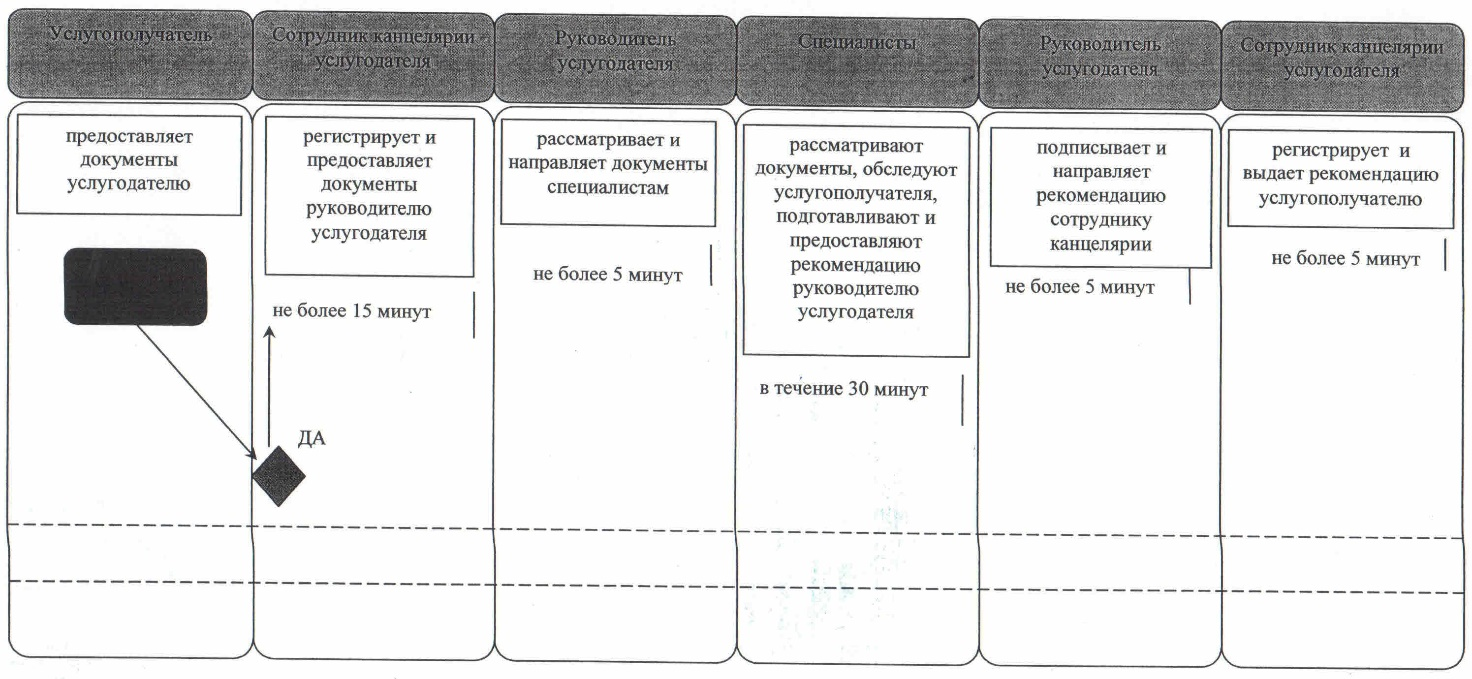 Услугополучатель
Сотрудник канцелярии
услугодателя
Руководитель
услугодателя
Специалисты
Руководитель
услугодателя
Сотрудник канцелярии
услугодателя
предоставляет
документы
услугодателю
регистрирует и
предоставляет
документы
руководителю
услугодателя
не более 15 минут
ДА
рассматривает и
направляет документы
специалистам
не более 5 минут
рассматривают
документы, обследуют
услугополучателя,
подготавливают и
предоставляют
рекомендацию
руководителю
услугодателя
в течение 30 минут
подписывает и
направляет
рекомендацию
сотруднику
канцелярии
не более 5 минут
регистрирует и
выдает рекомендацию
услугополучателю
не более 5 минут